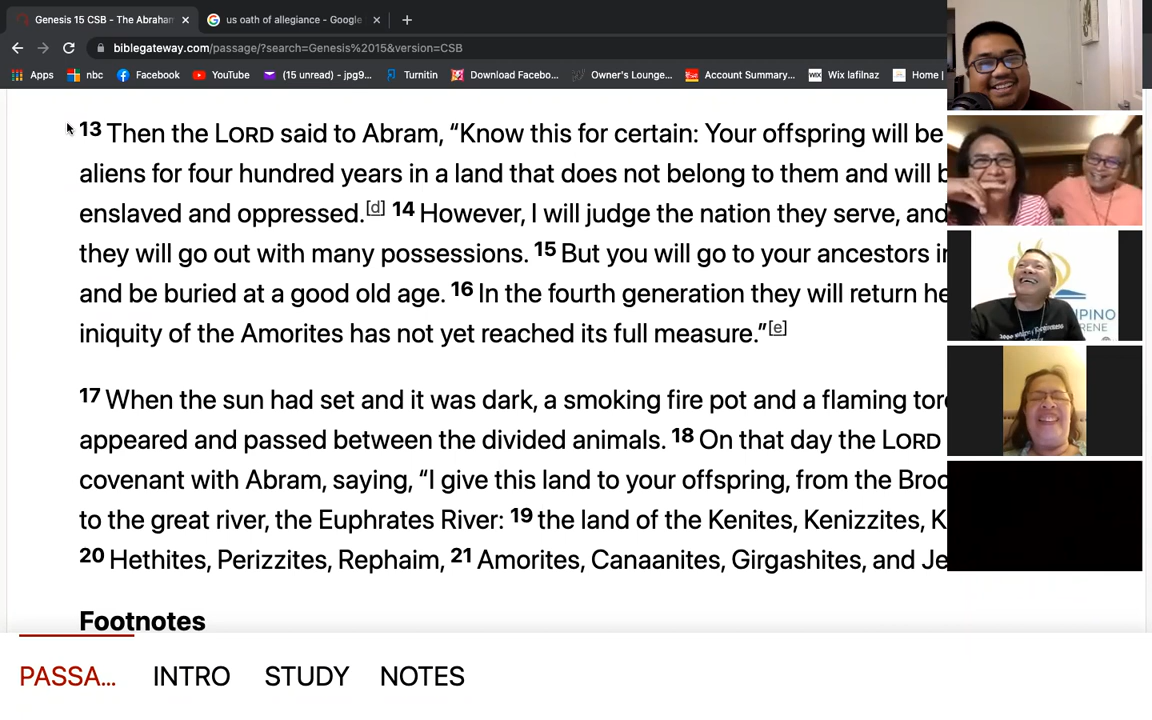 Genesis 15 CSB - The Abraham
us oath of allegiance - Google
biblegateway.com/passage/?search=Genesis%2015&version=CSB
Apps nbc Facebook YouTube (15 unread) - jpg9... Turnitin Download Facebo... Owner's Lounge... Account Summary... WIX Wix lafilnaz Home |
13 Then the LORD said to Abram, “Know this for certain: Your offspring will be
aliens for four hundred years in a land that does not belong to them and will b
enslaved and oppressed.[d] 14 However, I will judge the nation they serve, and
they will go out with many possessions. 15 But you will go to your ancestors in
and be buried at a good old age. 16 In the fourth generation they will return he
iniquity of the Amorites has not yet reached its full measure.”[e]
17 When the sun had set and it was dark, a smoking fire pot and a flaming torc
appeared and passed between the divided animals. 18 On that day the LORD
covenant with Abram, saying, “I give this land to your offspring, from the Broo
to the great river, the Euphrates River: 19 the land of the Kenites, Kenizzites, K
20 Hethites, Perizzites, Rephaim, 21 Amorites, Canaanites, Girgashites, and Je
Footnotes
PASSA... INTRO STUDY NOTES
IPINO
RENE